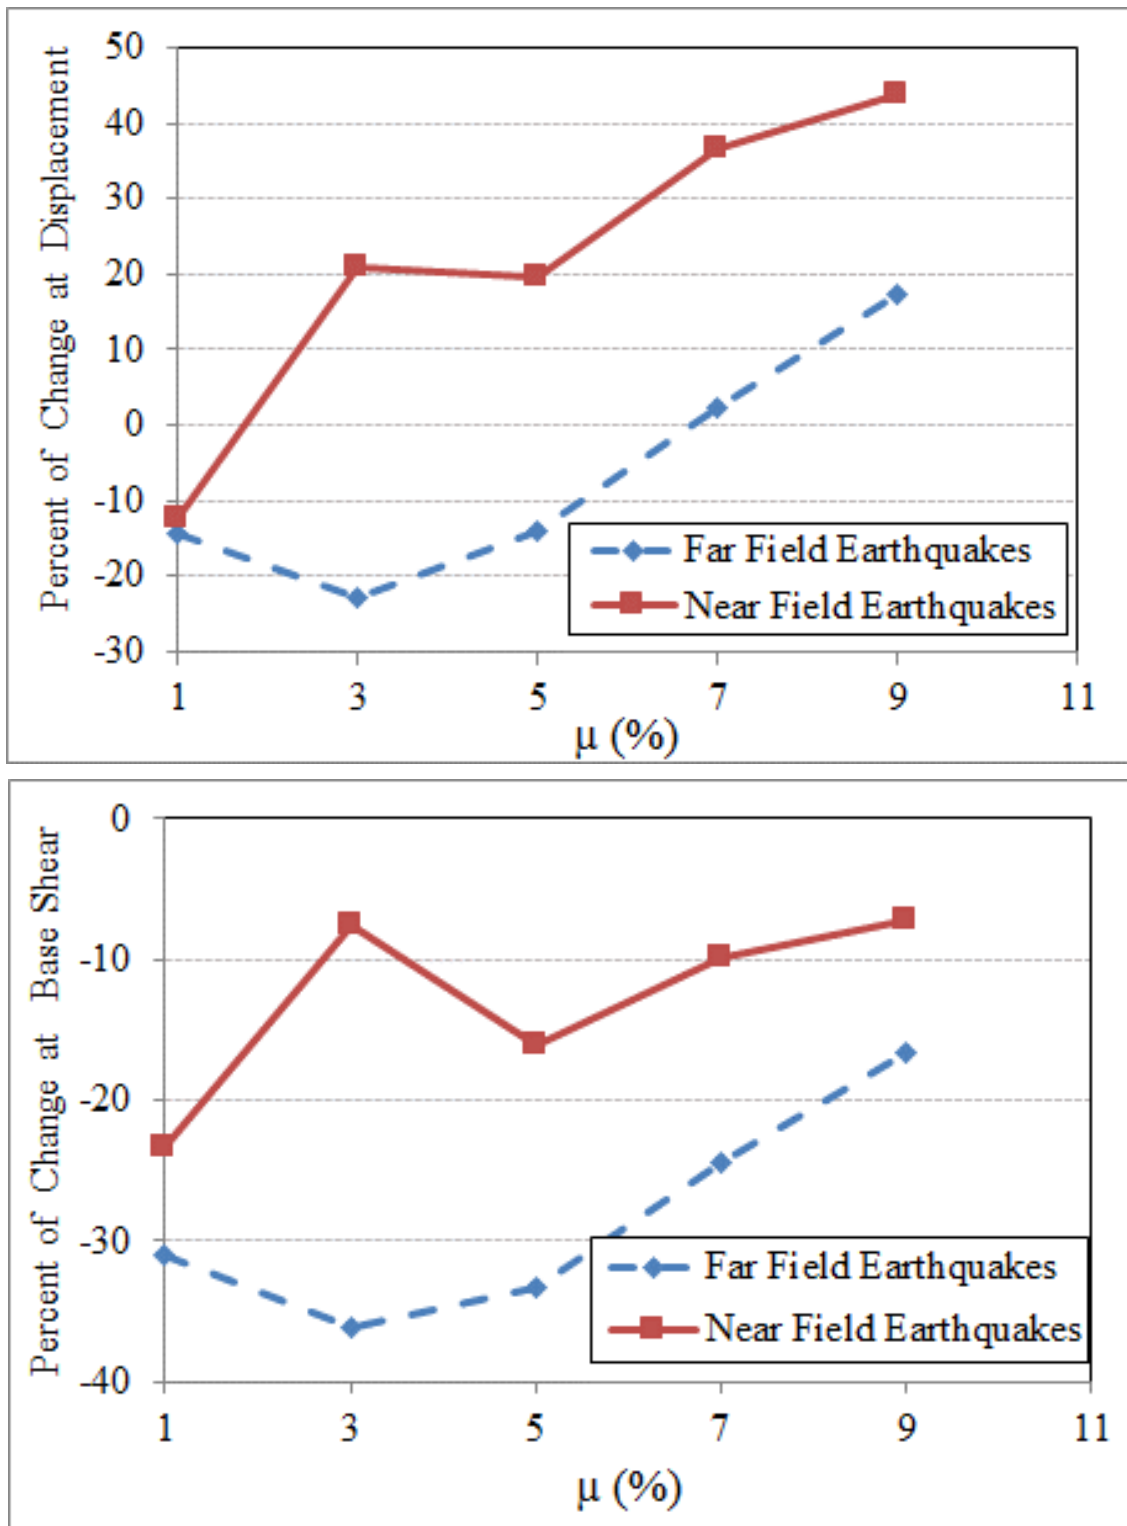 Percent of Change at Displacement
50
40
30
20
10
0
-10
-20
-30
Far Field Earthquakes
Near Field Earthquakes
1 3 5 7 9 11
μ (%)
Percent of Change at Base Shear
0
-10
-20
-30
-40
Far Field Earthquakes
Near Field Earthquakes
1 3 5 7 9 11
μ (%)